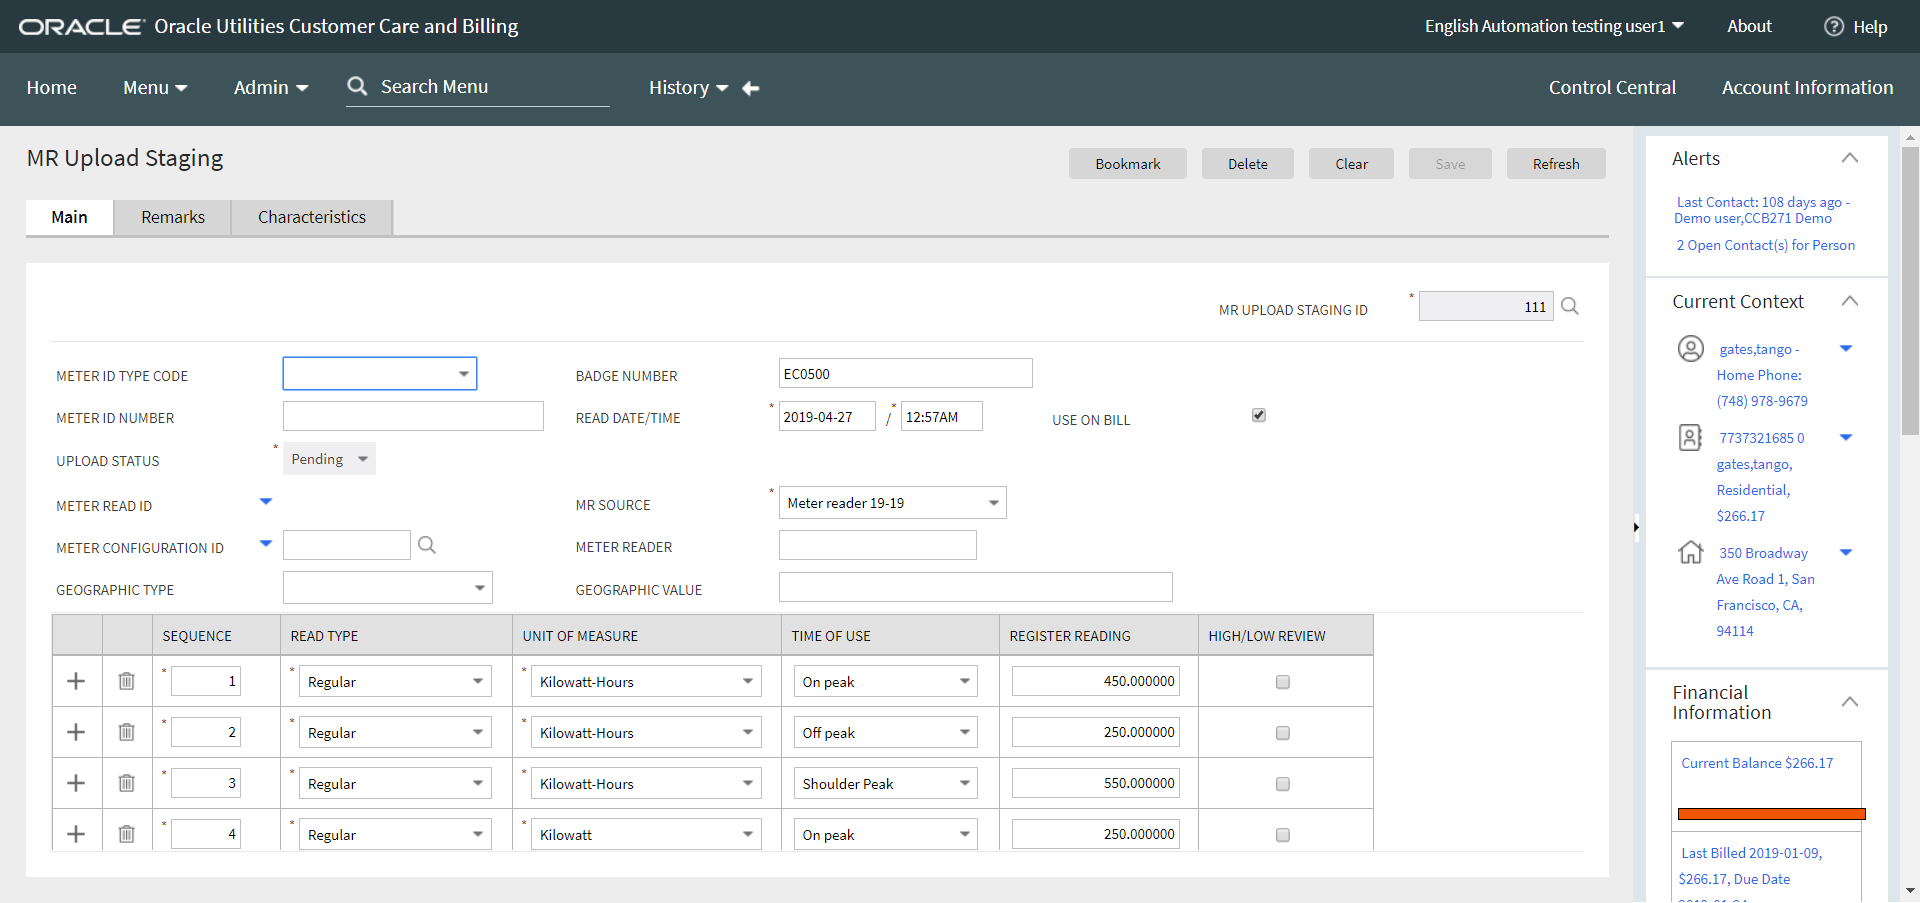 ORACLE Oracle Utilities Customer Care and Billing English Automation testing user1 About ? Help
Home Menu Admin Search Menu History Control Central Account Information
MR Upload Staging
Bookmark Delete Clear Save Refresh
Main Remarks Characteristics
MR UPLOAD STAGING ID * 111
METER ID TYPE CODE BADGE NUMBER EC0500
METER ID NUMBER READ DATE/TIME * 2019-04-27 / * 12:57AM USE ON BILL
UPLOAD STATUS * Pending
METER READ ID MR SOURCE * Meter reader 19-19
METER CONFIGURATION ID METER READER
GEOGRAPHIC TYPE GEOGRAPHIC VALUE
SEQUENCE READ TYPE UNIT OF MEASURE TIME OF USE REGISTER READING HIGH/LOW REVIEW
* 1 * Regular * Kilowatt-Hours On peak 450.000000
* 2 * Regular * Kilowatt-Hours Off peak 250.000000
* 3 * Regular * Kilowatt-Hours Shoulder Peak 550.000000
* 4 * Regular * Kilowatt On peak 250.000000
Alerts
Last Contact: 108 days ago -
Demo user,CCB271 Demo
2 Open Contact(s) for Person
Current Context
gates,tango -
Home Phone:
(748) 978-9679
7737321685 0
gates,tango,
Residential,
$266.17
350 Broadway
Ave Road 1, San
Francisco, CA,
94114
Financial
Information
Current Balance $266.17
Last Billed 2019-01-09,
$266.17, Due Date